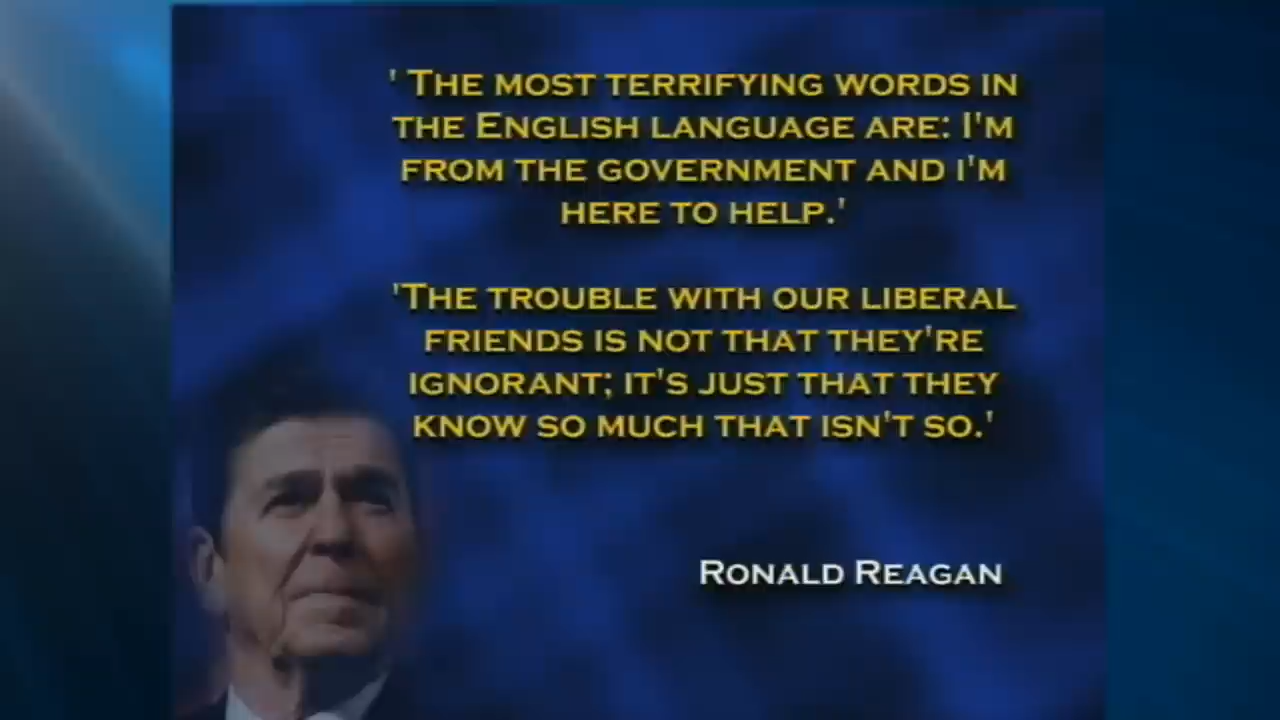 ' The most terrifying words in
the English language are: I'm
from the government and i'm
here to help.'
'The trouble with our liberal
friends is not that they're
ignorant; it's just that they
know so much that isn't so.'
Ronald Reagan